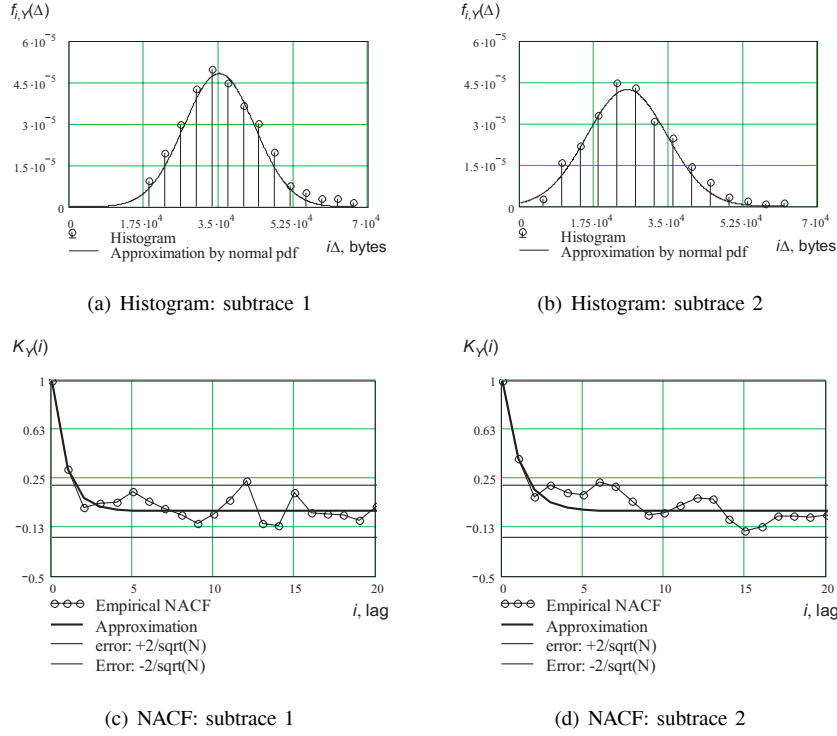 f_{i,Y}(Δ)
6·10^{-5}
4.5·10^{-5}
3·10^{-5}
1.5·10^{-5}
0
0 1.75·10^4 3.5·10^4 5.25·10^4 7·10^4
Histogram
Approximation by normal pdf
iΔ, bytes
(a) Histogram: subtrace 1
f_{i,Y}(Δ)
6·10^{-5}
4.5·10^{-5}
3·10^{-5}
1.5·10^{-5}
0
0 1.75·10^4 3.5·10^4 5.25·10^4 7·10^4
Histogram
Approximation by normal pdf
iΔ, bytes
(b) Histogram: subtrace 2
K_Y(i)
1
0.63
0.25
−0.13
−0.5
0 5 10 15 20
Empirical NACF
Approximation
error: +2/sqrt(N)
Error: -2/sqrt(N)
i, lag
(c) NACF: subtrace 1
K_Y(i)
1
0.63
0.25
−0.13
−0.5
0 5 10 15 20
Empirical NACF
Approximation
error: +2/sqrt(N)
Error: -2/sqrt(N)
i, lag
(d) NACF: subtrace 2